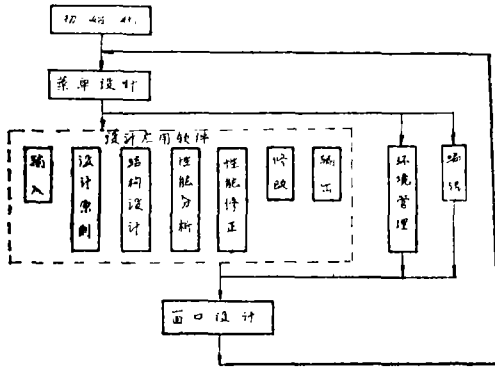 初始化
菜单设计
设计应用软件
输入
设计原则
结构设计
性能分析
性能修正
修改
输出
环境管理
编辑
窗口设计